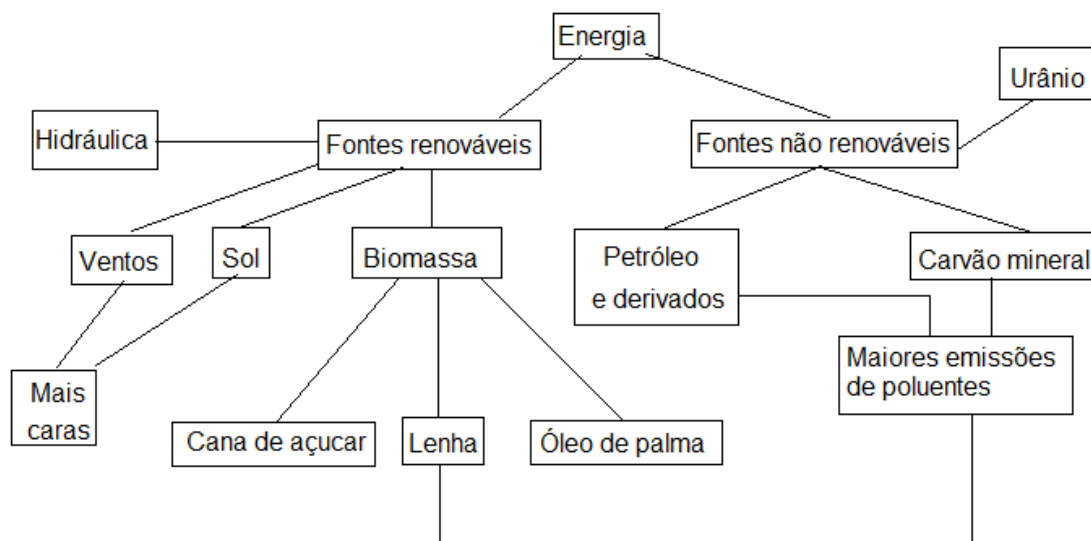 Energia
Urânio
Hidráulica
Fontes renováveis
Fontes não renováveis
Ventos
Sol
Biomassa
Petróleo
e derivados
Carvão mineral
Mais
caras
Maiores emissões
de poluentes
Cana de açucar
Lenha
Óleo de palma